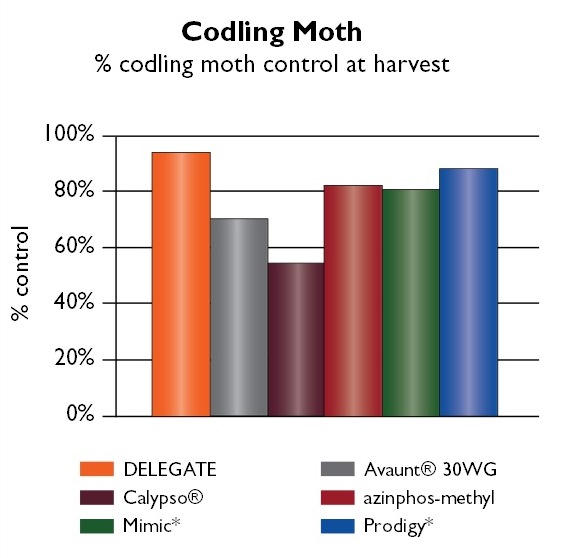 Codling Moth
% codling moth control at harvest
100%
80%
60%
40%
20%
0%
% control
DELEGATE
Avaunt® 30WG
Calypso®
azinphos-methyl
Mimic*
Prodigy*